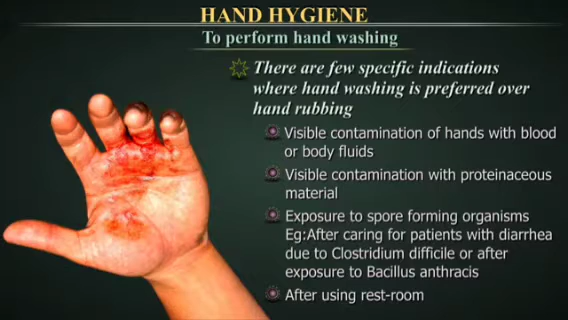 HAND HYGIENE
To perform hand washing
There are few specific indications
where hand washing is preferred over
hand rubbing
Visible contamination of hands with blood
or body fluids
Visible contamination with proteinaceous
material
Exposure to spore forming organisms
Eg:After caring for patients with diarrhea
due to Clostridium difficile or after
exposure to Bacillus anthracis
After using rest-room